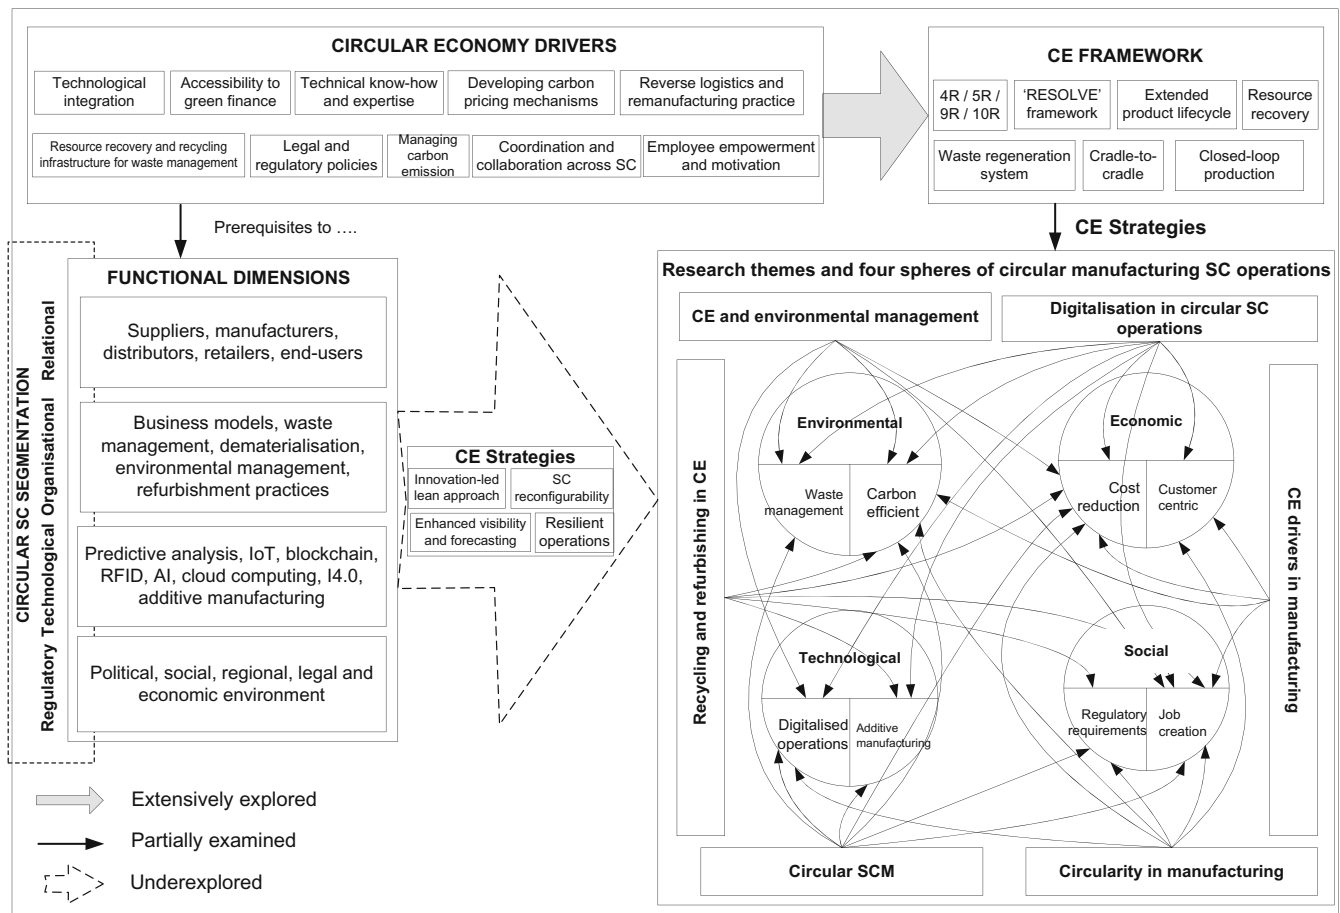 CIRCULAR ECONOMY DRIVERS
Technological
integration
Accessibility to
green finance
Technical know-how
and expertise
Developing carbon
pricing mechanisms
Reverse logistics and
remanufacturing practice
Resource recovery and recycling
infrastructure for waste management
Legal and
regulatory policies
Managing
carbon
emission
Coordination and
collaboration across SC
Employee empowerment
and motivation
CE FRAMEWORK
4R / 5R /
9R / 10R
‘RESOLVE’
framework
Extended
product lifecycle
Resource
recovery
Waste regeneration
system
Cradle-to-
cradle
Closed-loop
production
Prerequisites to ….
CE Strategies
CIRCULAR SC SEGMENTATION
Relational
Organisational
Technological
Regulatory
FUNCTIONAL DIMENSIONS
Suppliers, manufacturers,
distributors, retailers, end-users
Business models, waste
management, dematerialisation,
environmental management,
refurbishment practices
Predictive analysis, IoT, blockchain,
RFID, AI, cloud computing, I4.0,
additive manufacturing
Political, social, regional, legal and
economic environment
CE Strategies
Innovation-led
lean approach
SC
reconfigurability
Enhanced visibility
and forecasting
Resilient
operations
Research themes and four spheres of circular manufacturing SC operations
CE and environmental management
Digitalisation in circular SC
operations
Recycling and refurbishing in CE
CE drivers in manufacturing
Environmental
Waste
management
Carbon
efficient
Economic
Cost
reduction
Customer
centric
Technological
Digitalised
operations
Additive
manufacturing
Social
Regulatory
requirements
Job
creation
Circular SCM
Circularity in manufacturing
Extensively explored
Partially examined
Underexplored